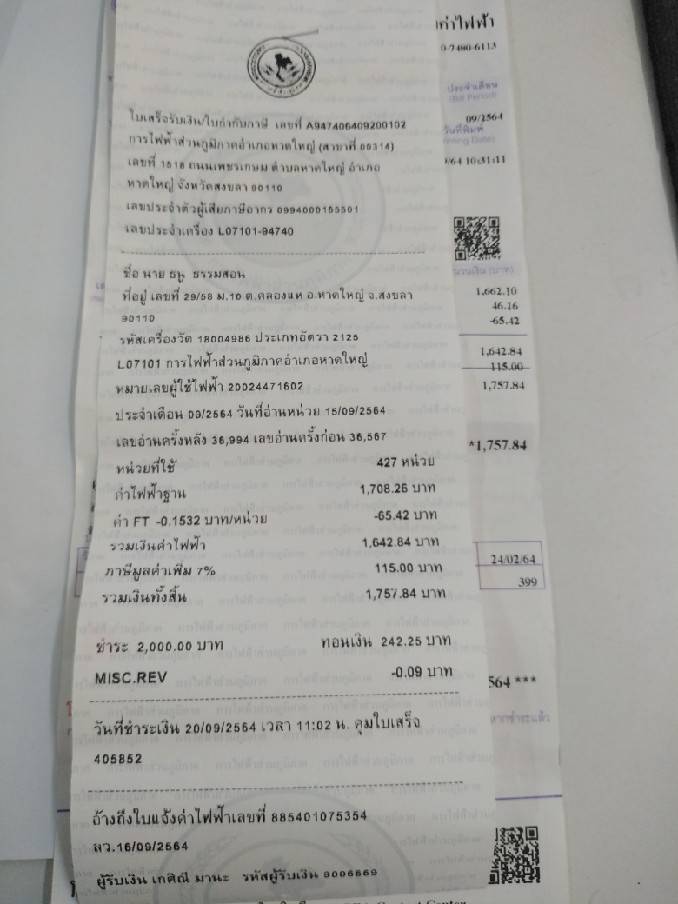 ใบเสร็จรับเงิน/ใบกำกับภาษี เลขที่ A947406409200102
การไฟฟ้าส่วนภูมิภาคอำเภอหาดใหญ่ (สาขาที่ 00314)
เลขที่ 1618 ถนนเพชรเกษม ตำบลหาดใหญ่ อำเภอ
หาดใหญ่ จังหวัดสงขลา 90110
เลขประจำตัวผู้เสียภาษีอากร 0994000165501
เลขประจำเครื่อง L07101-94740
ชื่อ นาย ธนู ธรรมสอน
ที่อยู่ เลขที่ 29/58 ม.10 ต.คลองแห อ.หาดใหญ่ จ.สงขลา
90110
รหัสเครื่องวัด 18004986 ประเภทอัตรา 2125
L07101 การไฟฟ้าส่วนภูมิภาคอำเภอหาดใหญ่
หมายเลขผู้ใช้ไฟฟ้า 20024471602
ประจำเดือน 09/2564 วันที่อ่านหน่วย 15/09/2564
เลขอ่านครั้งหลัง 36,994 เลขอ่านครั้งก่อน 36,567
หน่วยที่ใช้ 427 หน่วย
ค่าไฟฟ้าฐาน 1,708.26 บาท
ค่า FT -0.1532 บาท/หน่วย -65.42 บาท
รวมเงินค่าไฟฟ้า 1,642.84 บาท
ภาษีมูลค่าเพิ่ม 7% 115.00 บาท
รวมเงินทั้งสิ้น 1,757.84 บาท
ชำระ 2,000.00 บาท ทอนเงิน 242.25 บาท
MISC.REV -0.09 บาท
วันที่ชำระเงิน 20/09/2564 เวลา 11:02 น. คุมใบเสร็จ
405852
อ้างถึงใบแจ้งค่าไฟฟ้าเลขที่ 885401075354
ลว.16/09/2564
ผู้รับเงิน เกศิณี มานะ รหัสผู้รับเงิน
ค่าไฟฟ้า
ประจำเดือน
(Bill Period)
09/2564
วันที่พิมพ์
/64 10:31:11
1,662.10
46.16
-65.42
1,642.84
115.00
1,757.84
*1,757.84
24/02/64
399
564 ***